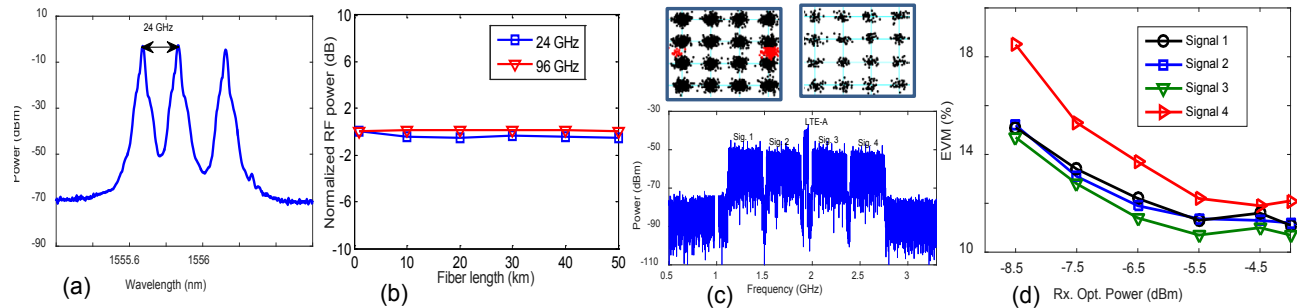 24 GHz
-10
-30
-50
-70
-90
Power (dBm)
1555.6
1556
Wavelength (nm)
(a)
10
6
2
-2
-6
-10
Normalized RF power (dB)
24 GHz
96 GHz
0
10
20
30
40
50
Fiber length (km)
(b)
-30
-50
-70
-90
-110
Power (dBm)
LTE-A
Sig. 1
Sig. 2
Sig. 3
Sig. 4
0.5
1
1.5
2
2.5
3
Frequency (GHz)
(c)
18
16
14
12
10
EVM (%)
Signal 1
Signal 2
Signal 3
Signal 4
-8.5
-7.5
-6.5
-5.5
-4.5
Rx. Opt. Power (dBm)
(d)